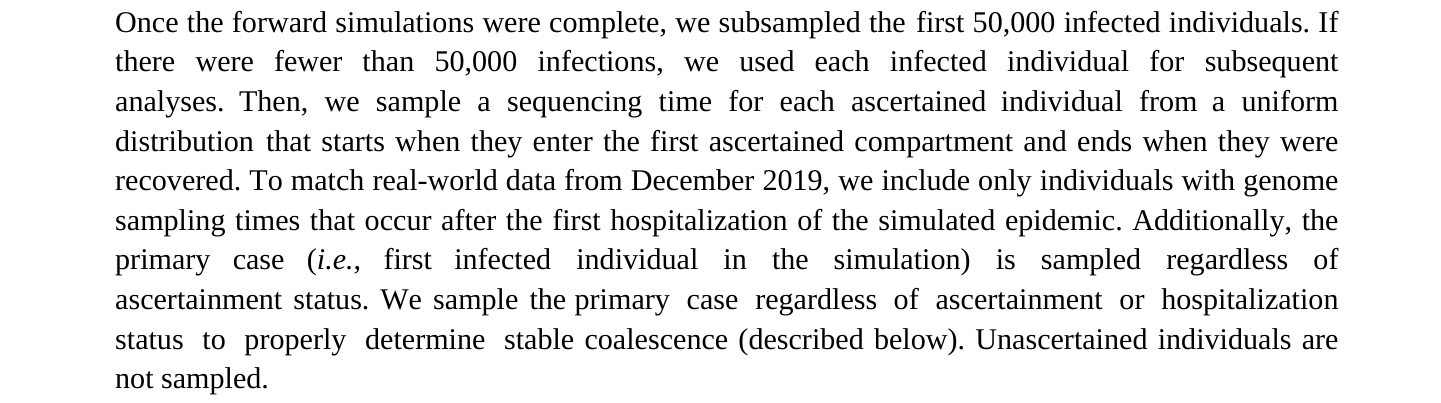 Once the forward simulations were complete, we subsampled the first 50,000 infected individuals. If
there were fewer than 50,000 infections, we used each infected individual for subsequent
analyses. Then, we sample a sequencing time for each ascertained individual from a uniform
distribution that starts when they enter the first ascertained compartment and ends when they were
recovered. To match real-world data from December 2019, we include only individuals with genome
sampling times that occur after the first hospitalization of the simulated epidemic. Additionally, the
primary case (i.e., first infected individual in the simulation) is sampled regardless of
ascertainment status. We sample the primary case regardless of ascertainment or hospitalization
status to properly determine stable coalescence (described below). Unascertained individuals are
not sampled.